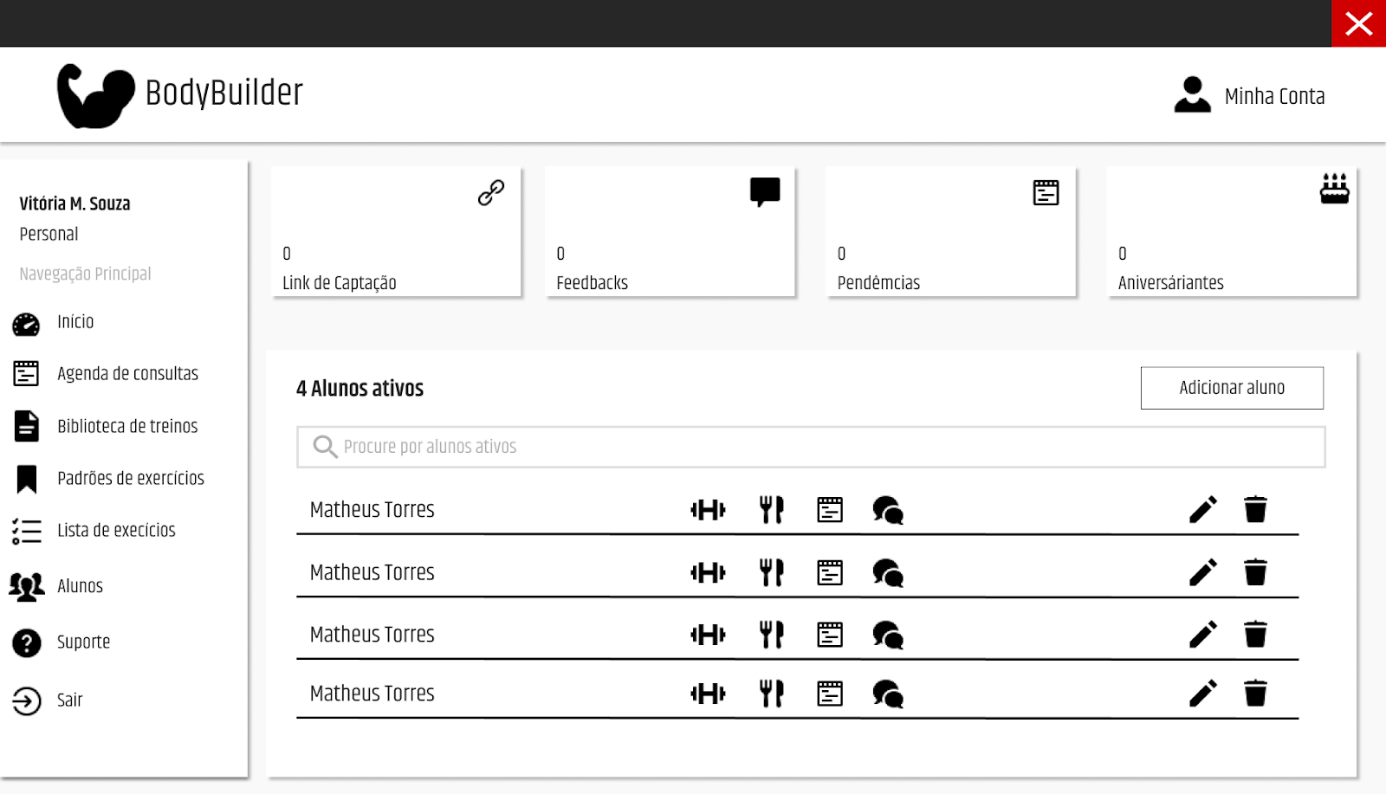 BodyBuilder
Minha Conta
Vitória M. Souza
Personal
Navegação Principal
Início
Agenda de consultas
Biblioteca de treinos
Padrões de exercícios
Lista de execícios
Alunos
Suporte
Sair
0
Link de Captação
0
Feedbacks
0
Pendêmcias
0
Aniversáriantes
4 Alunos ativos
Adicionar aluno
Procure por alunos ativos
Matheus Torres
Matheus Torres
Matheus Torres
Matheus Torres